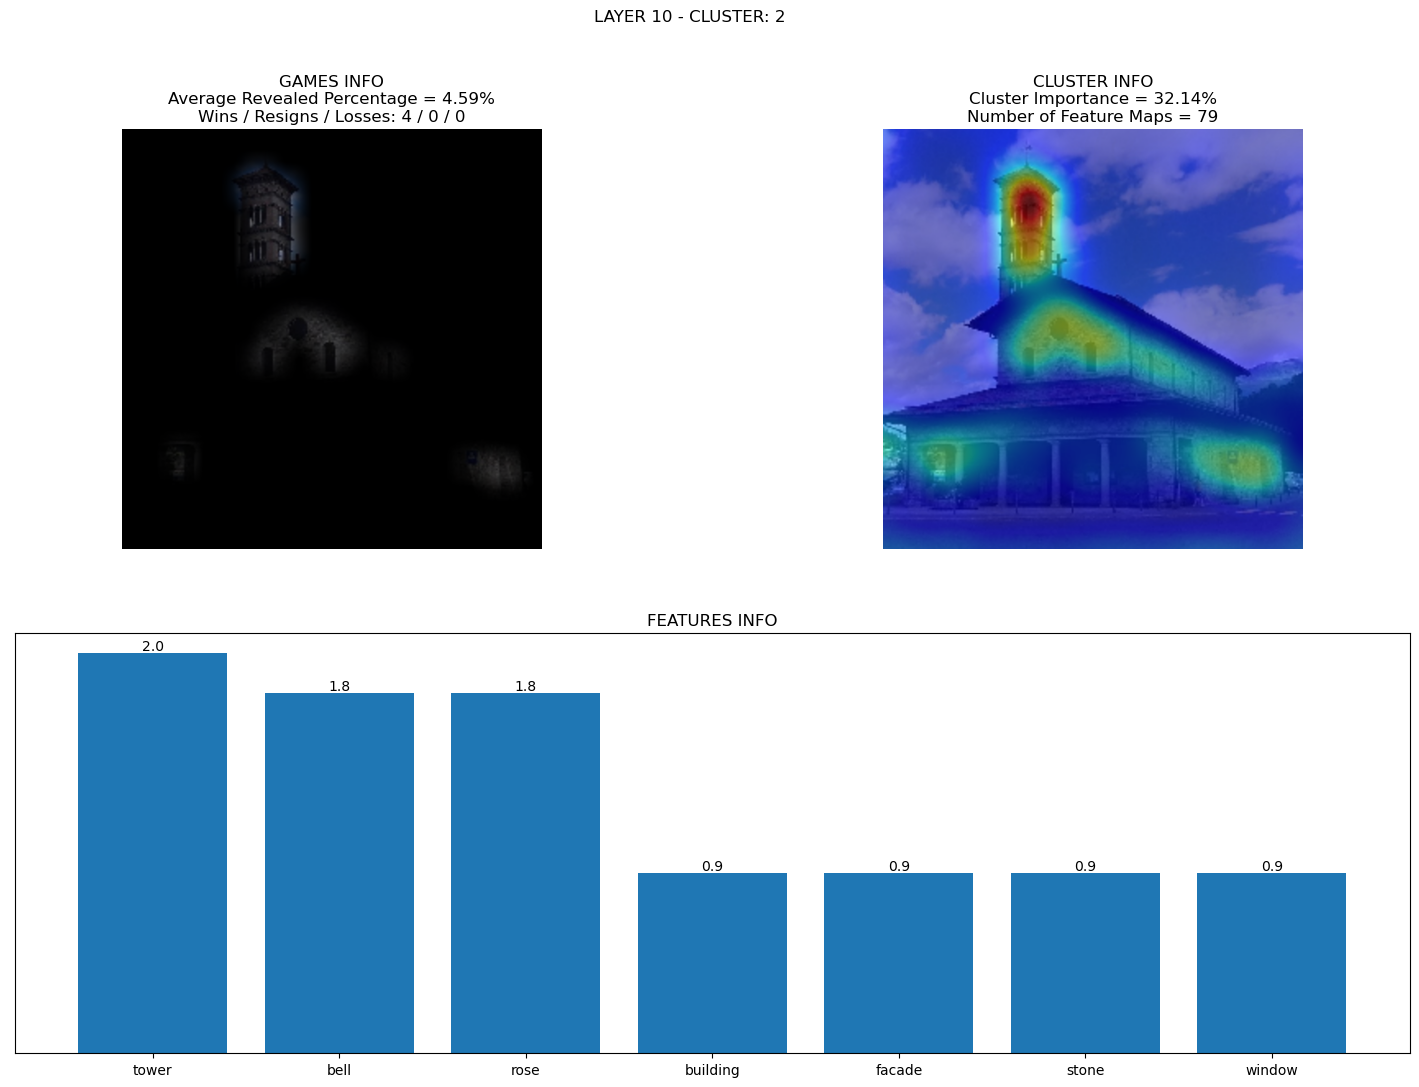 LAYER 10 - CLUSTER: 2
GAMES INFO
Average Revealed Percentage = 4.59%
Wins / Resigns / Losses: 4 / 0 / 0
CLUSTER INFO
Cluster Importance = 32.14%
Number of Feature Maps = 79
FEATURES INFO
2.0
1.8
1.8
0.9
0.9
0.9
0.9
tower
bell
rose
building
facade
stone
window